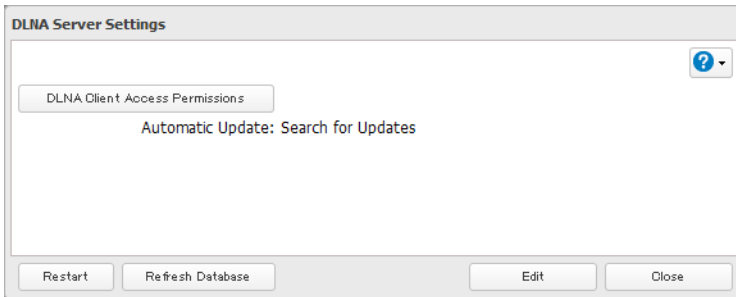 DLNA Server Settings
?
DLNA Client Access Permissions
Automatic Update: Search for Updates
Restart Refresh Database Edit Close